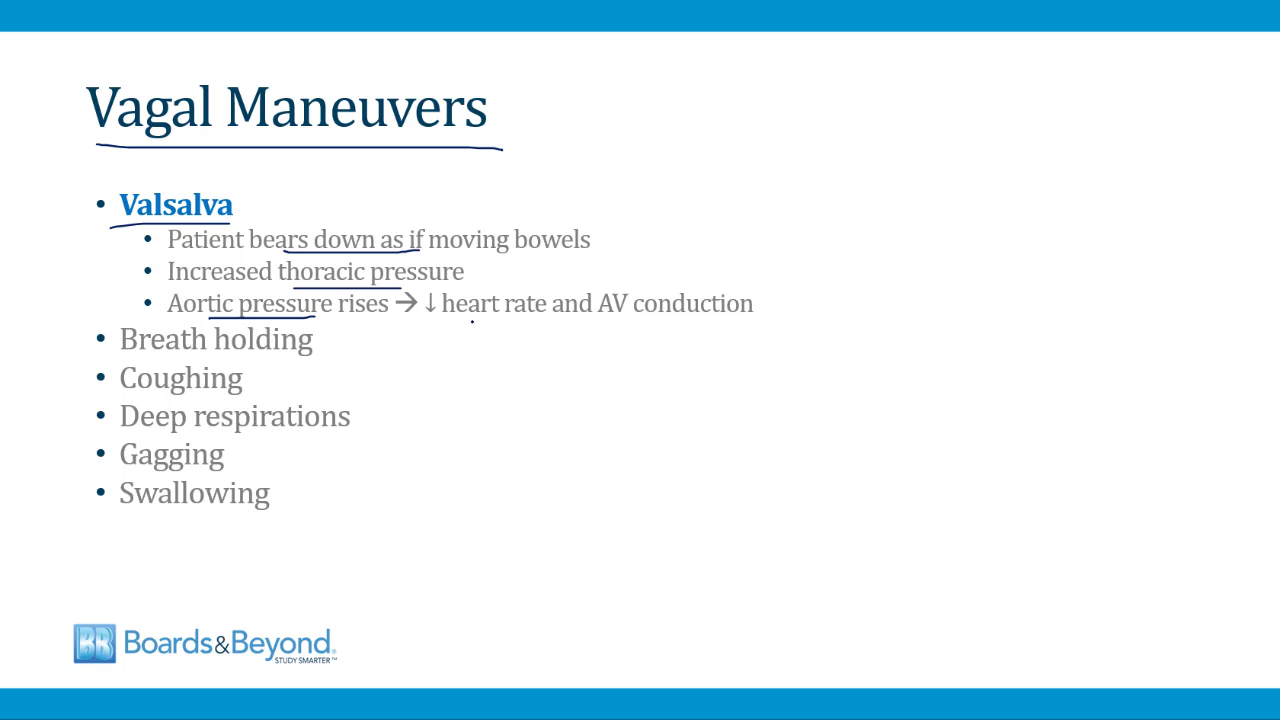 Vagal Maneuvers
• Valsalva
• Patient bears down as if moving bowels
• Increased thoracic pressure
• Aortic pressure rises → ↓ heart rate and AV conduction
• Breath holding
• Coughing
• Deep respirations
• Gagging
• Swallowing
BB Boards&Beyond.
STUDY SMARTER™